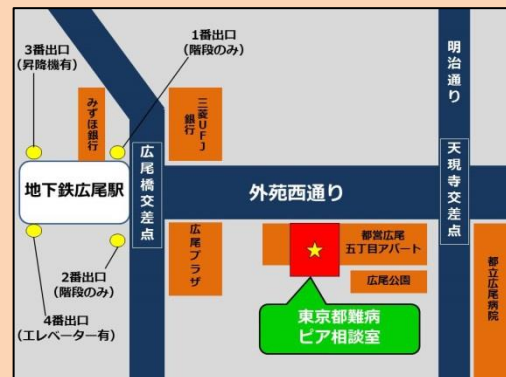 3番出口
(昇降機有)
1番出口
(階段のみ)
みずほ銀行
三菱UFJ
銀行
明治通り
地下鉄広尾駅
広尾橋交差点
外苑西通り
天現寺交差点
広尾プラザ
都営広尾
五丁目アパート
広尾公園
都立広尾病院
2番出口
(階段のみ)
4番出口
(エレベーター有)
東京都難病
ピア相談室